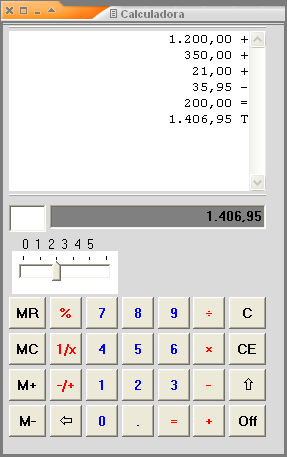 Calculadora
1.200,00 +
350,00 +
21,00 +
35,95 -
200,00 =
1.406,95 T
1.406,95
0 1 2 3 4 5
MR % 7 8 9 ÷ C
MC 1/x 4 5 6 × CE
M+ -/+ 1 2 3 - ⇧
M- ⇦ 0 . = + Off